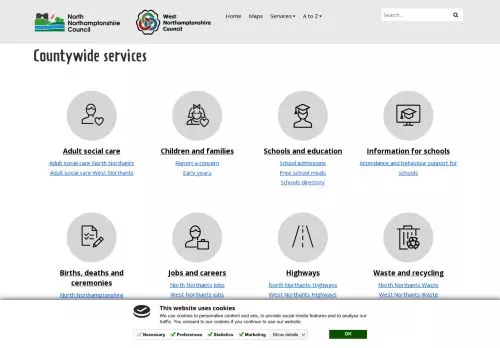 North
Northamptonshire
Council
West
Northamptonshire
Council
Home Maps Services A to Z
Search...
Countywide services
Adult social care
Adult social care North Northants
Adult social care West Northants
Children and families
Report a concern
Early years
Schools and education
School admissions
Free school meals
Schools directory
Information for schools
Attendance and behaviour support for
schools
Births, deaths and
ceremonies
North Northamptonshire
Jobs and careers
North Northants Jobs
West Northants Jobs
Highways
North Northants Highways
West Northants Highways
Waste and recycling
North Northants Waste
West Northants Waste
This website uses cookies
We use cookies to personalise content and ads, to provide social media features and to analyse our
traffic. You consent to our cookies if you continue to use our website.
Necessary Preferences Statistics Marketing Show details
OK